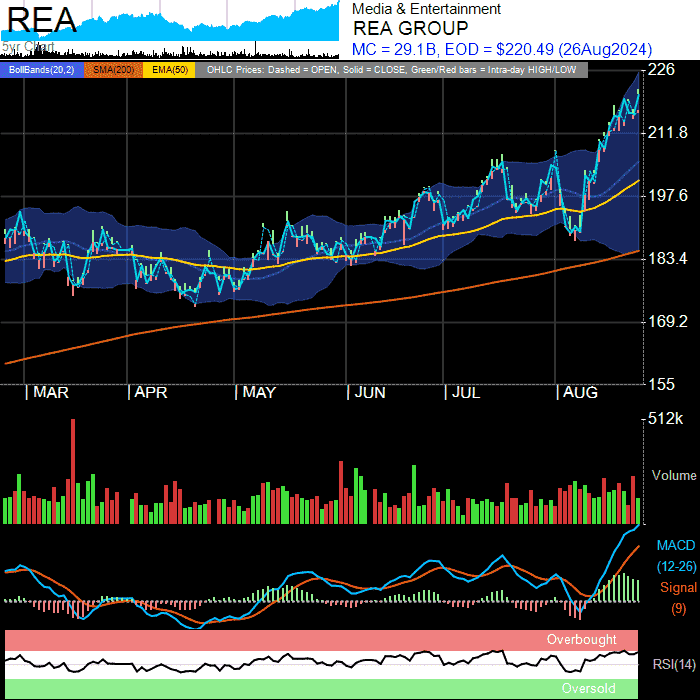 REA
5yr Chart
Media & Entertainment
REA GROUP
MC = 29.1B, EOD = $220.49 (26Aug2024)
BollBands(20,2) SMA(200) EMA(50) OHLC Prices: Dashed = OPEN, Solid = CLOSE, Green/Red bars = Intra-day HIGH/LOW
226
211.8
197.6
183.4
169.2
155
MAR APR MAY JUN JUL AUG
512k
Volume
MACD
(12-26)
Signal
(9)
Overbought
RSI(14)
Oversold